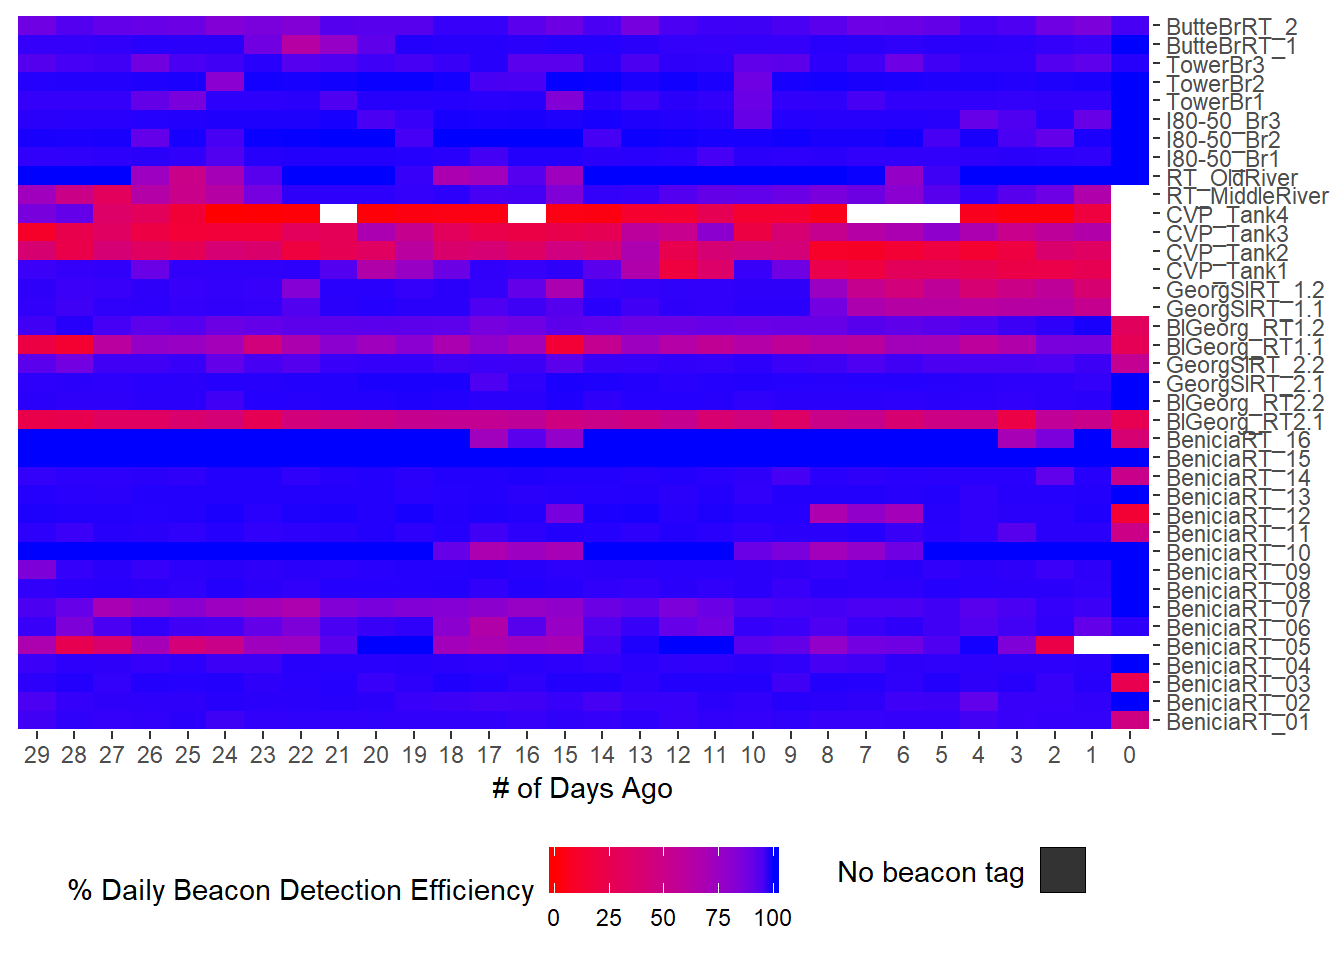 ButteBrRT_2
ButteBrRT_1
TowerBr3
TowerBr2
TowerBr1
I80-50_Br3
I80-50_Br2
I80-50_Br1
RT_OldRiver
RT_MiddleRiver
CVP_Tank4
CVP_Tank3
CVP_Tank2
CVP_Tank1
GeorgSlRT_1.2
GeorgSlRT_1.1
BlGeorg_RT1.2
BlGeorg_RT1.1
GeorgSlRT_2.2
GeorgSlRT_2.1
BlGeorg_RT2.2
BlGeorg_RT2.1
BeniciaRT_16
BeniciaRT_15
BeniciaRT_14
BeniciaRT_13
BeniciaRT_12
BeniciaRT_11
BeniciaRT_10
BeniciaRT_09
BeniciaRT_08
BeniciaRT_07
BeniciaRT_06
BeniciaRT_05
BeniciaRT_04
BeniciaRT_03
BeniciaRT_02
BeniciaRT_01
29 28 27 26 25 24 23 22 21 20 19 18 17 16 15 14 13 12 11 10 9 8 7 6 5 4 3 2 1 0
# of Days Ago
% Daily Beacon Detection Efficiency
0 25 50 75 100
No beacon tag